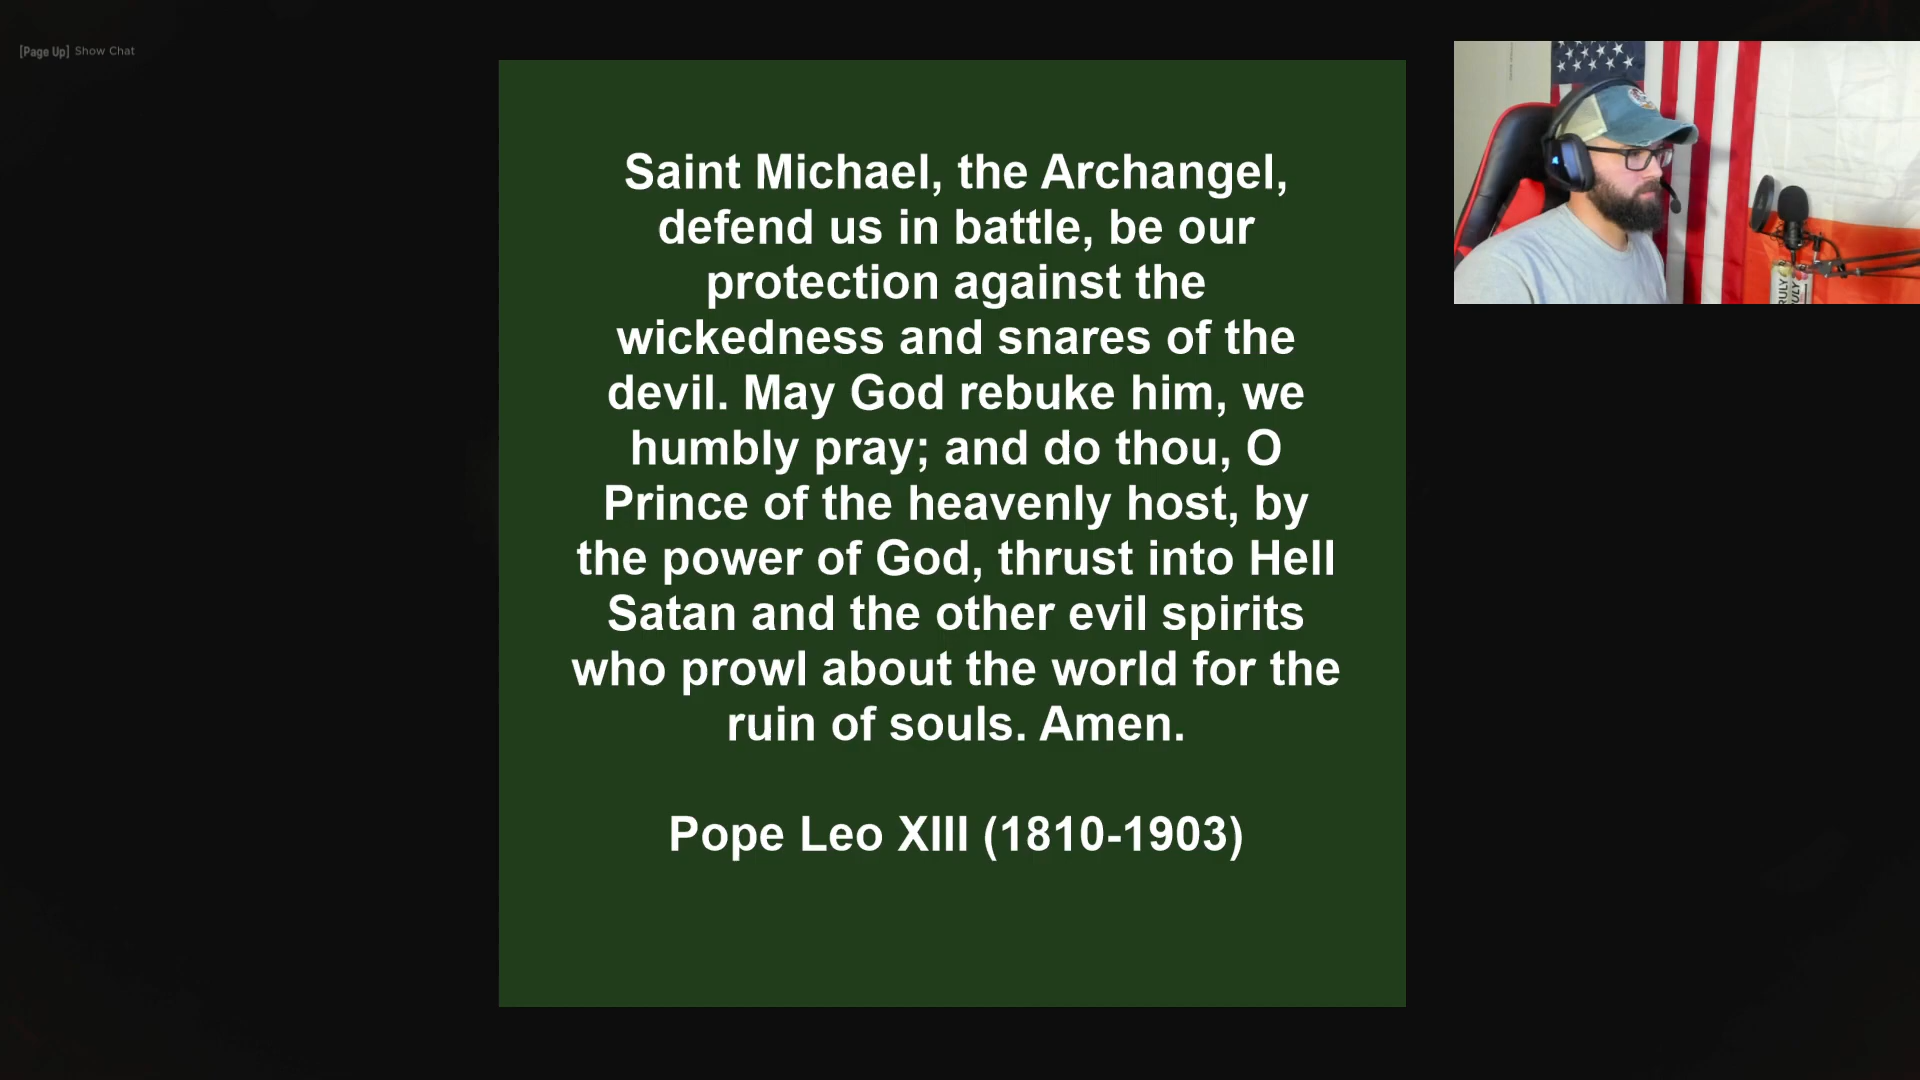 [Page Up] Show Chat
Saint Michael, the Archangel,
defend us in battle, be our
protection against the
wickedness and snares of the
devil. May God rebuke him, we
humbly pray; and do thou, O
Prince of the heavenly host, by
the power of God, thrust into Hell
Satan and the other evil spirits
who prowl about the world for the
ruin of souls. Amen.
Pope Leo XIII (1810-1903)